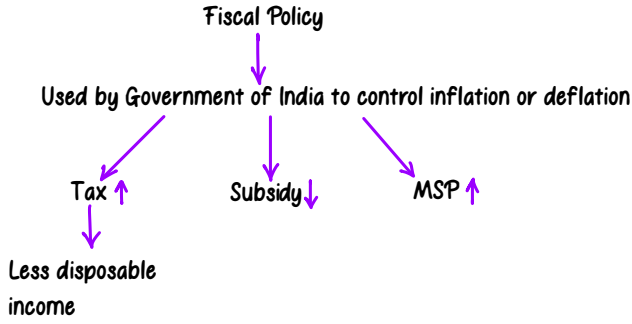 Fiscal Policy
Used by Government of India to control inflation or deflation
Tax ↑
Subsidy ↓
MSP ↑
Less disposable
income